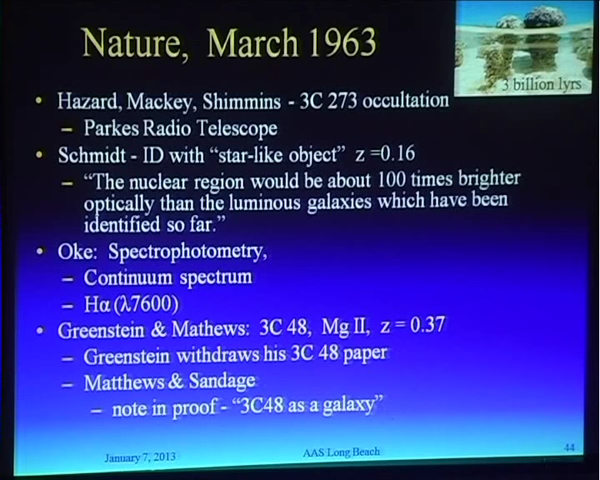 Nature, March 1963
3 billion lyrs
• Hazard, Mackey, Shimmins - 3C 273 occultation
– Parkes Radio Telescope
• Schmidt - ID with “star-like object” z =0.16
– “The nuclear region would be about 100 times brighter
optically than the luminous galaxies which have been
identified so far.”
• Oke: Spectrophotometry,
– Continuum spectrum
– Hα (λ7600)
• Greenstein & Mathews: 3C 48, Mg II, z = 0.37
– Greenstein withdraws his 3C 48 paper
– Matthews & Sandage
– note in proof - “3C48 as a galaxy”
January 7, 2013
AAS Long Beach
44